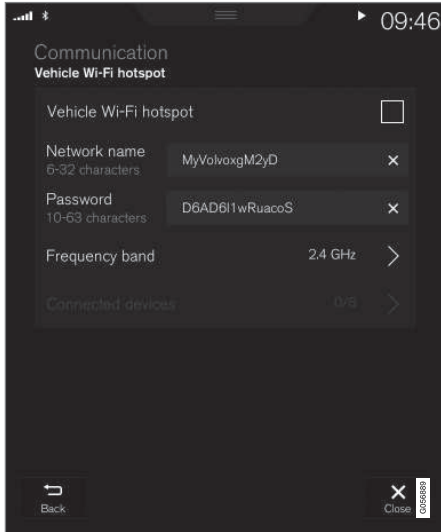 09:46
Communication
Vehicle Wi-Fi hotspot
Vehicle Wi-Fi hotspot
Network name
6-32 characters
MyVolvoxgM2yD
Password
10-63 characters
D6AD6l1wRuacoS
Frequency band
2.4 GHz
Connected devices
0/8
Back
Close
G056889